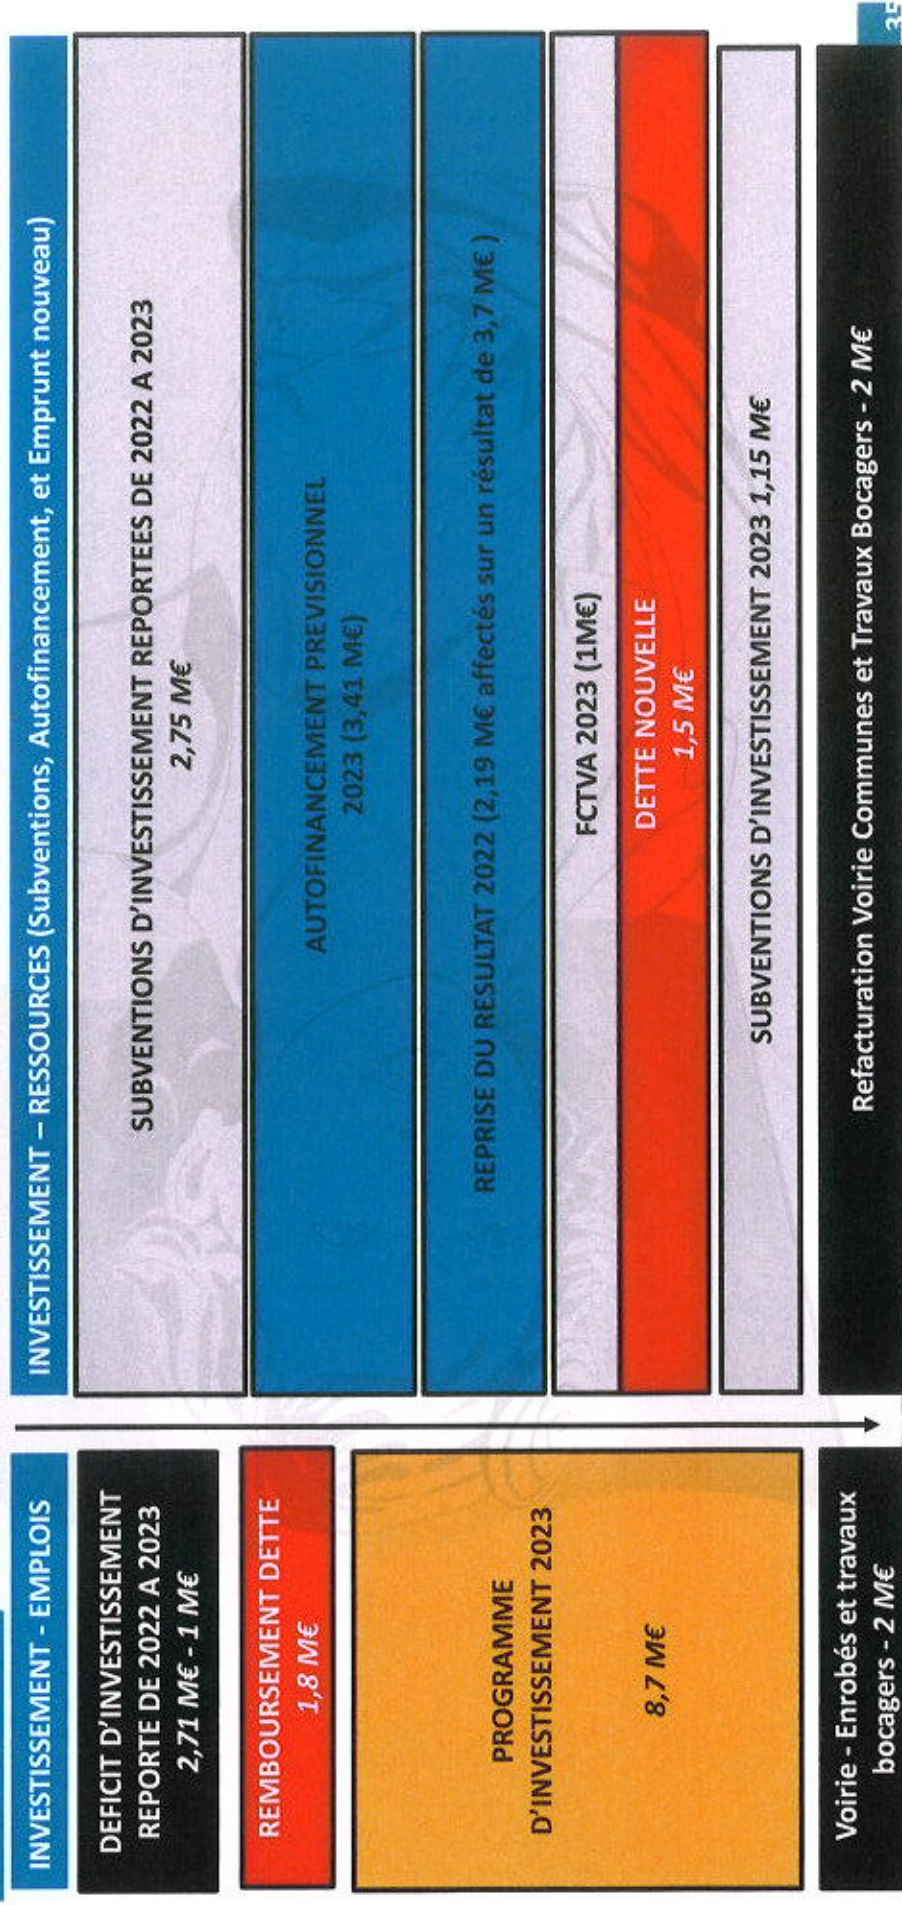 INVESTISSEMENT - EMPLOIS
DEFICIT D'INVESTISSEMENT
REPORTE DE 2022 A 2023
2,71 M€ - 1 M€
REMBOURSEMENT DETTE
1,8 M€
PROGRAMME
D'INVESTISSEMENT 2023
8,7 M€
Voirie - Enrobés et travaux
bocagers - 2 M€
INVESTISSEMENT – RESSOURCES (Subventions, Autofinancement, et Emprunt nouveau)
SUBVENTIONS D'INVESTISSEMENT REPORTEES DE 2022 A 2023
2,75 M€
AUTOFINANCEMENT PREVISIONNEL
2023 (3,41 M€)
REPRISE DU RESULTAT 2022 (2,19 M€ affectés sur un résultat de 3,7 M€ )
FCTVA 2023 (1M€)
DETTE NOUVELLE
1,5 M€
SUBVENTIONS D'INVESTISSEMENT 2023 1,15 M€
Refacturation Voirie Communes et Travaux Bocagers - 2 M€
35